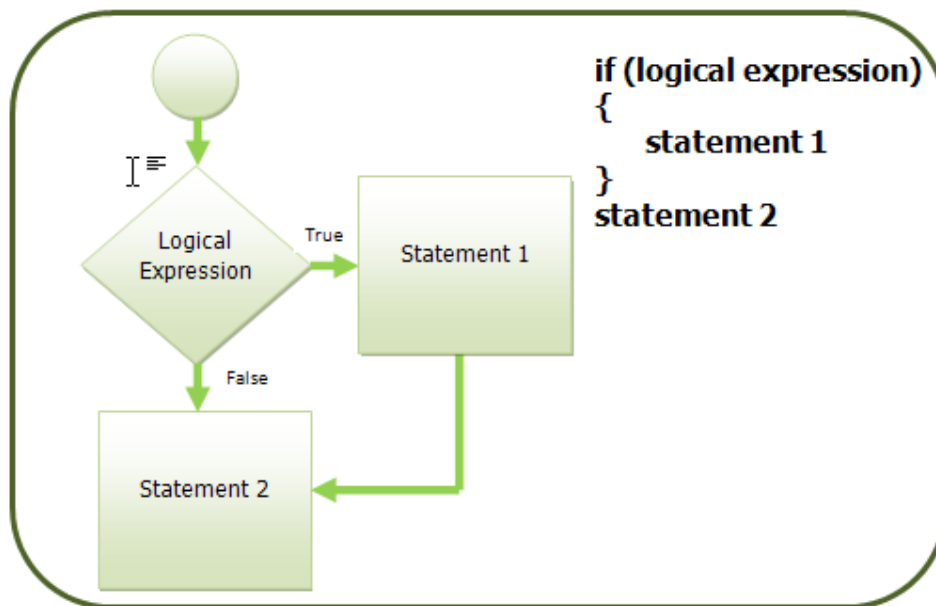 if (logical expression)
{
statement 1
}
statement 2
Logical
Expression
True
Statement 1
False
Statement 2